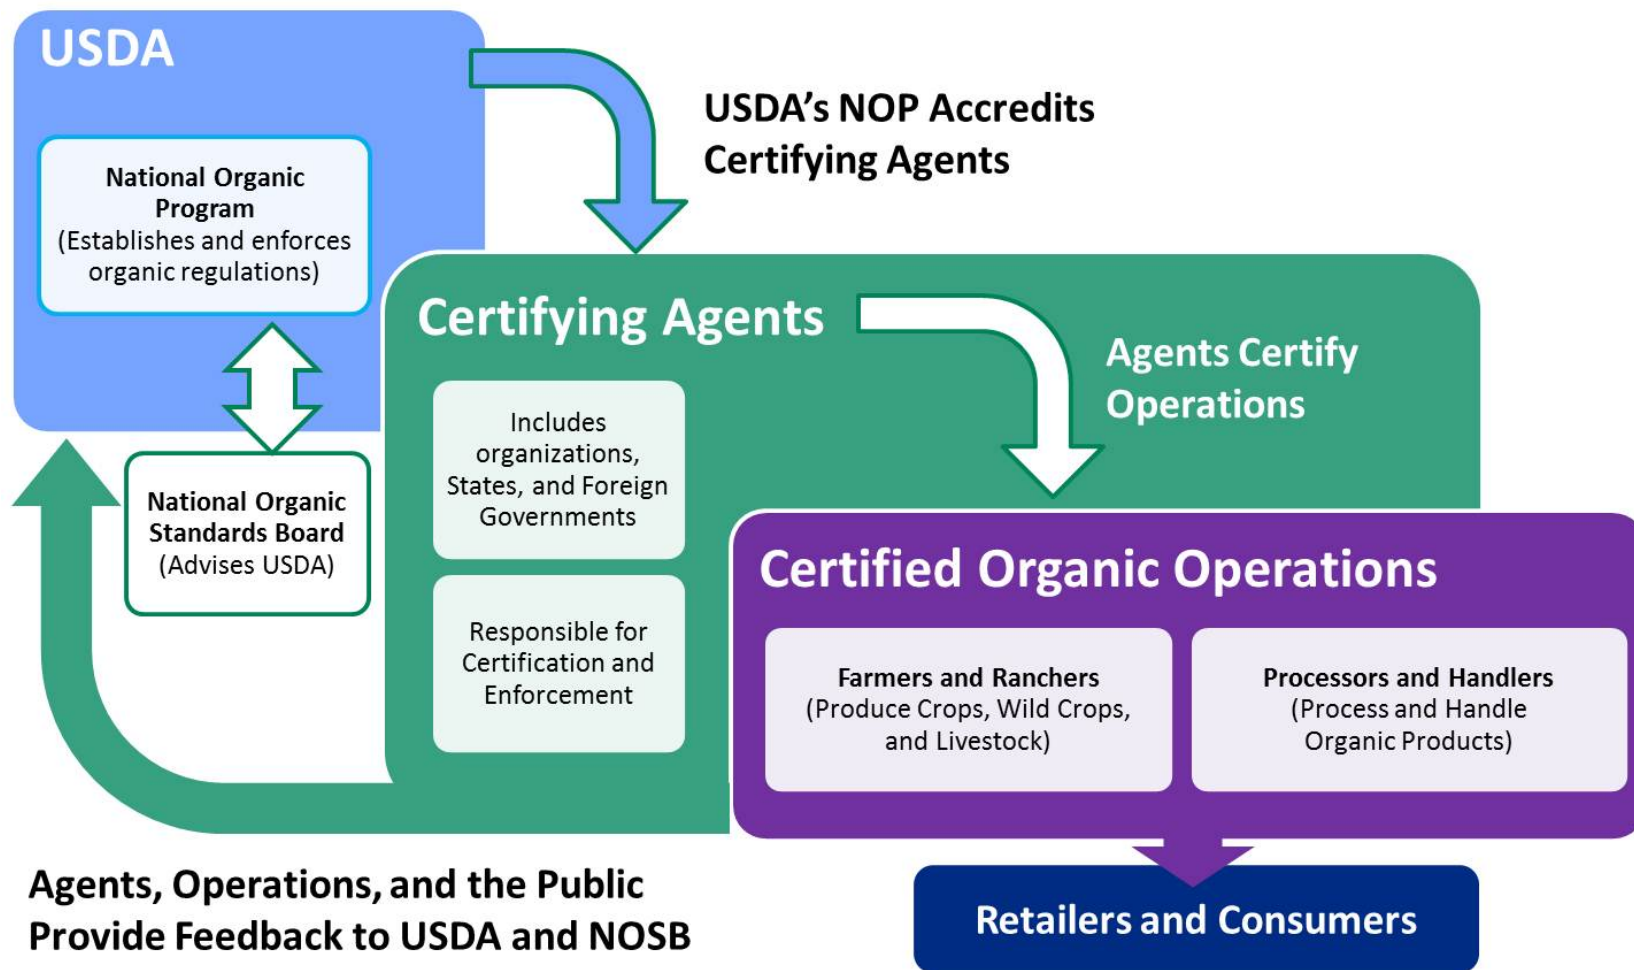 USDA
National Organic
Program
(Establishes and enforces
organic regulations)
USDA’s NOP Accredits
Certifying Agents
National Organic
Standards Board
(Advises USDA)
Certifying Agents
Includes
organizations,
States, and Foreign
Governments
Responsible for
Certification and
Enforcement
Agents Certify
Operations
Certified Organic Operations
Farmers and Ranchers
(Produce Crops, Wild Crops,
and Livestock)
Processors and Handlers
(Process and Handle
Organic Products)
Agents, Operations, and the Public
Provide Feedback to USDA and NOSB
Retailers and Consumers